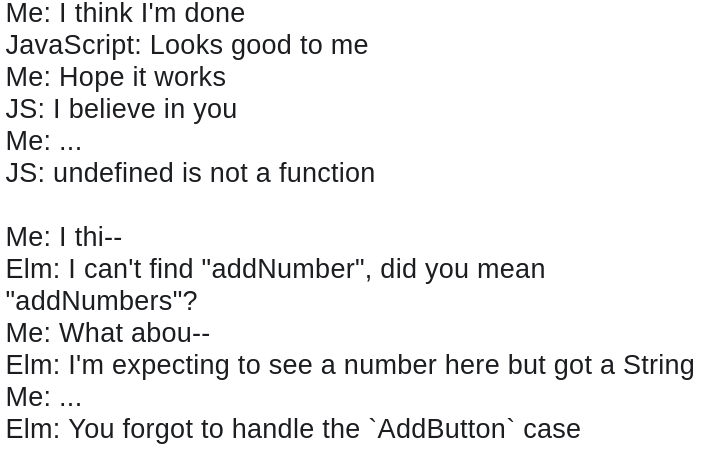 Me: I think I'm done
JavaScript: Looks good to me
Me: Hope it works
JS: I believe in you
Me: ...
JS: undefined is not a function
Me: I thi--
Elm: I can't find "addNumber", did you mean
"addNumbers"?
Me: What abou--
Elm: I'm expecting to see a number here but got a String
Me: ...
Elm: You forgot to handle the `AddButton` case